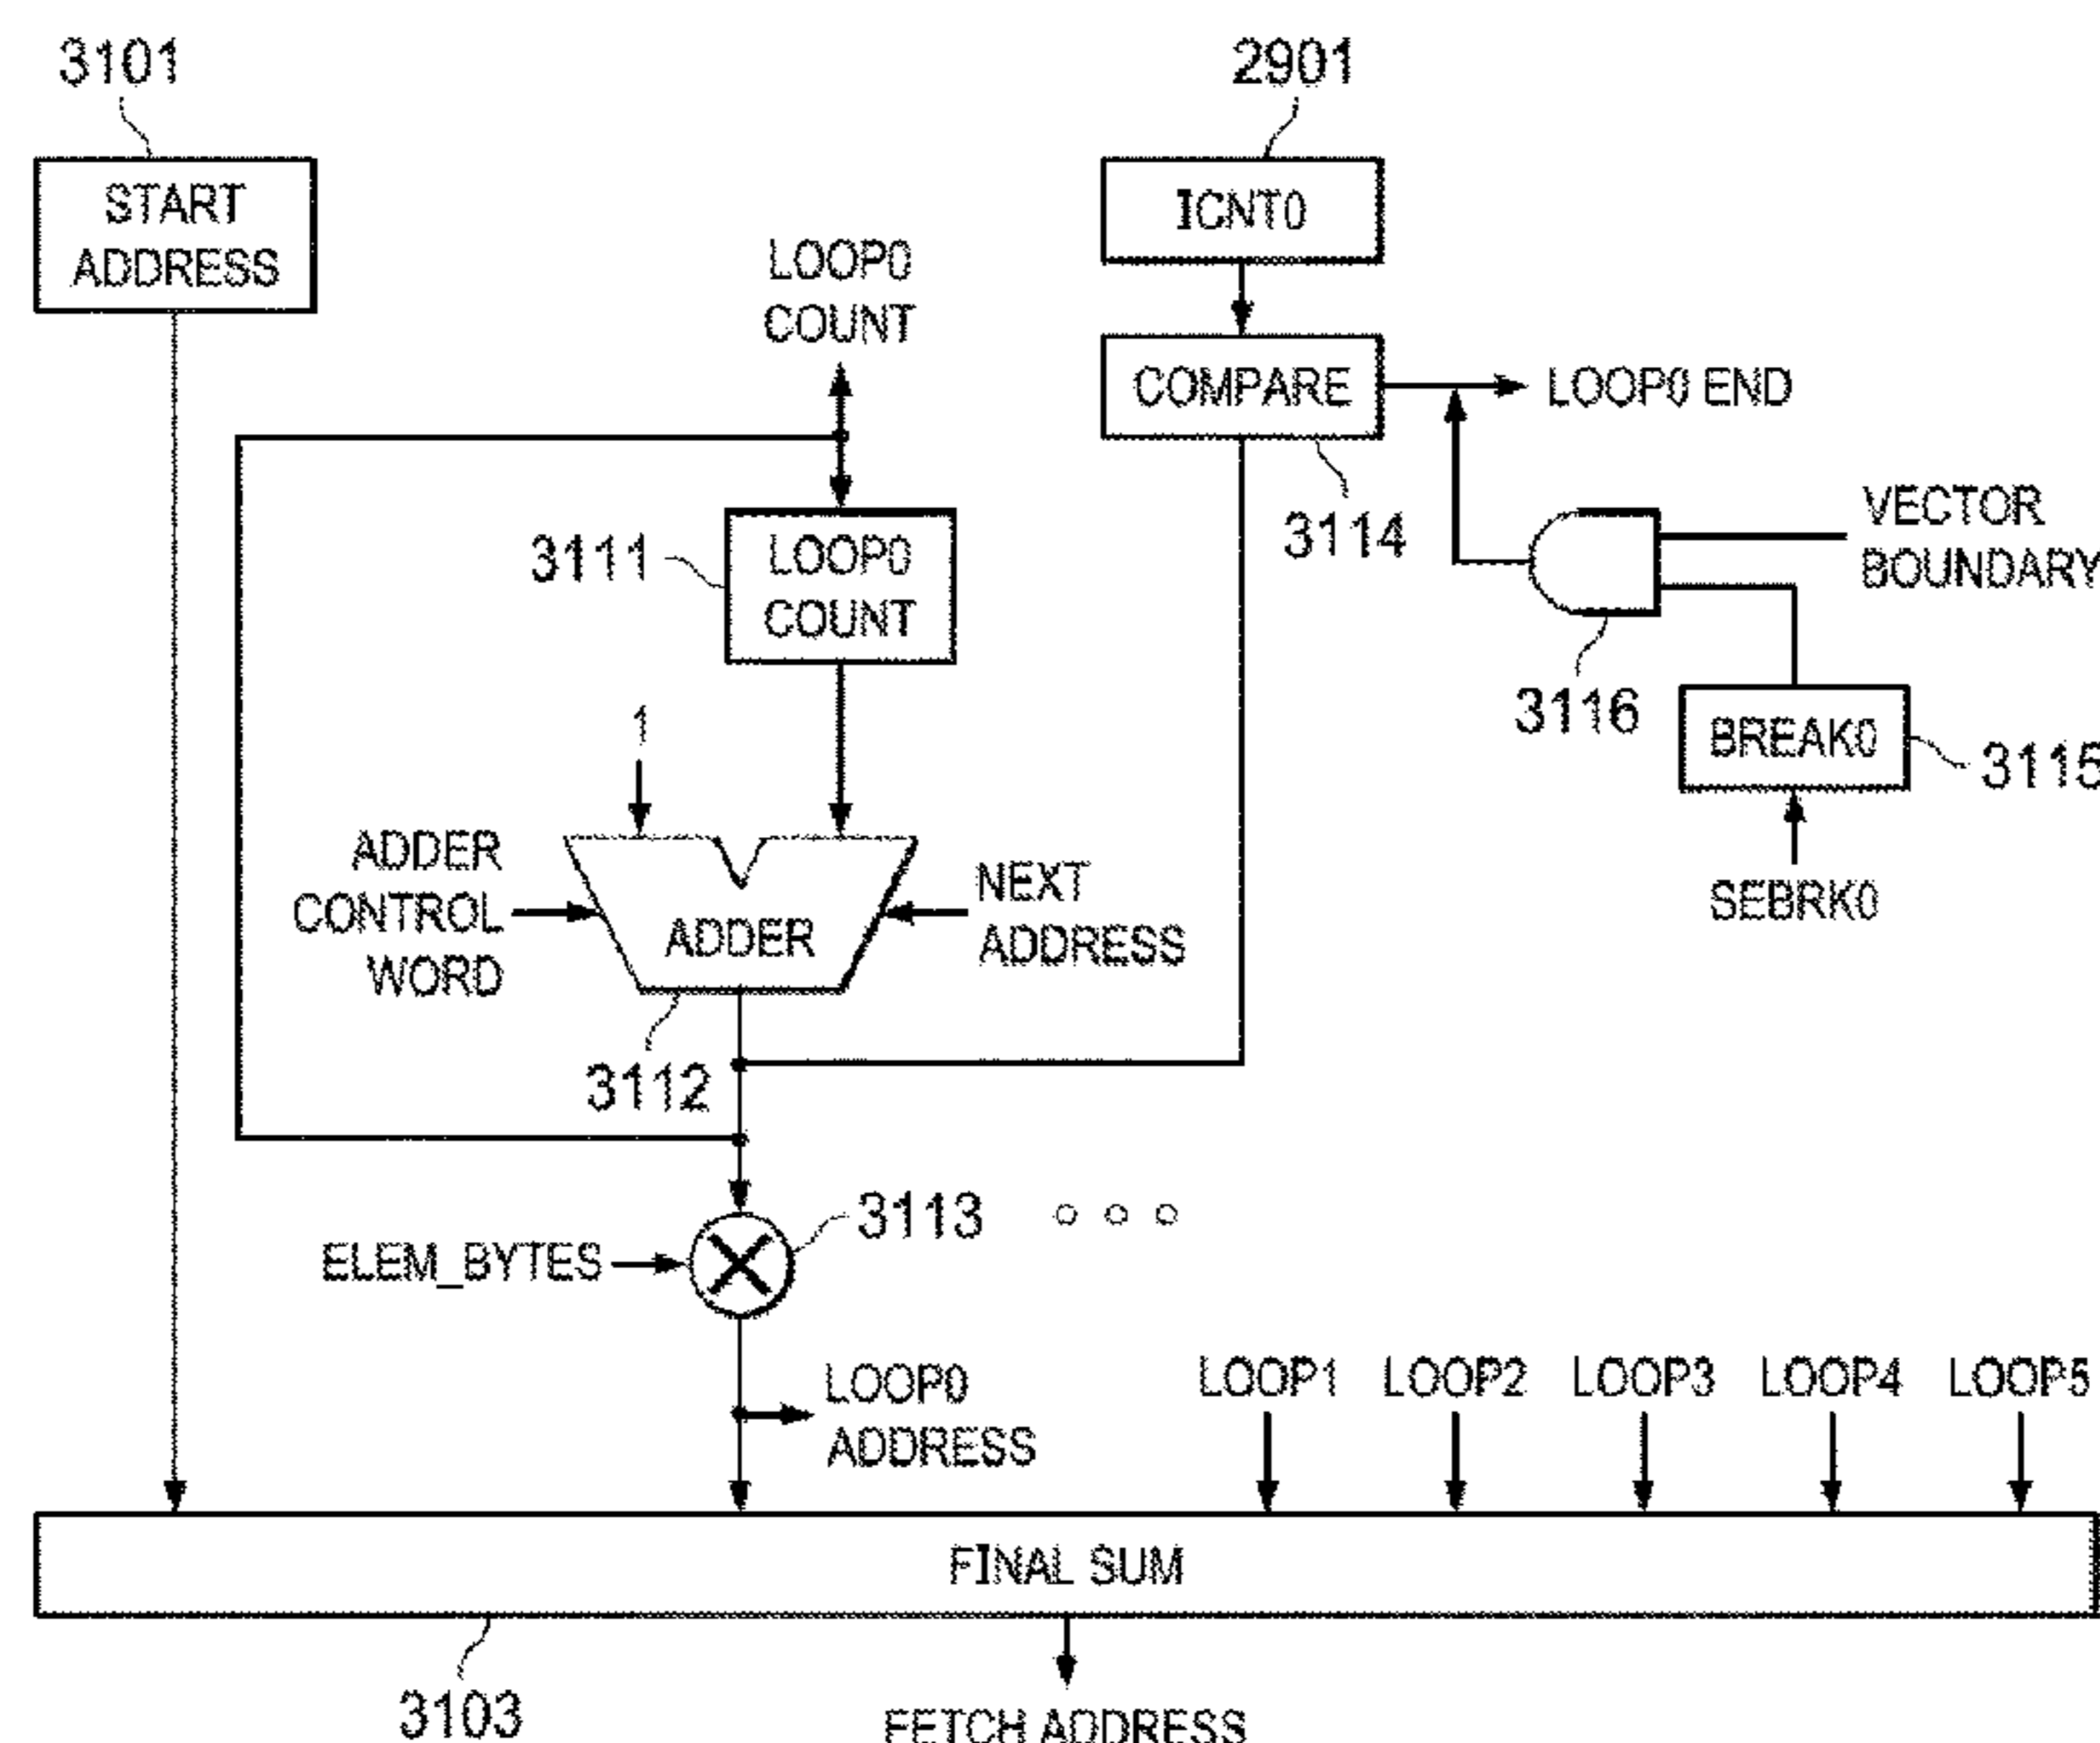 3101
2901
START
ADDRESS
ICNT0
LOOP0
COUNT
COMPARE
LOOP0 END
3114
VECTOR
BOUNDARY
3111
LOOP0
COUNT
3116
BREAK0
3115
1
SEBRK0
ADDER
CONTROL
WORD
ADDER
NEXT
ADDRESS
3112
3113
ELEM_BYTES
LOOP0
ADDRESS
LOOP1 LOOP2 LOOP3 LOOP4 LOOP5
FINAL SUM
3103
FETCH ADDRESS